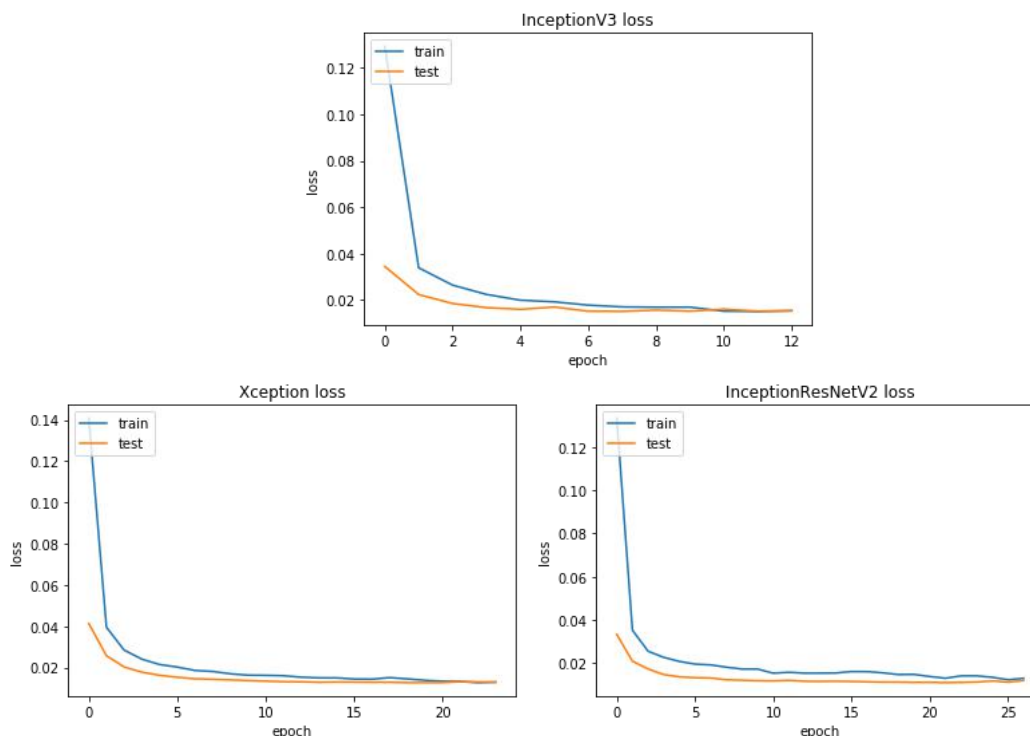 InceptionV3 loss
train
test
0.12
0.10
0.08
0.06
0.04
0.02
loss
0 2 4 6 8 10 12
epoch
Xception loss
train
test
0.14
0.12
0.10
0.08
0.06
0.04
0.02
loss
0 5 10 15 20
epoch
InceptionResNetV2 loss
train
test
0.12
0.10
0.08
0.06
0.04
0.02
loss
0 5 10 15 20 25
epoch